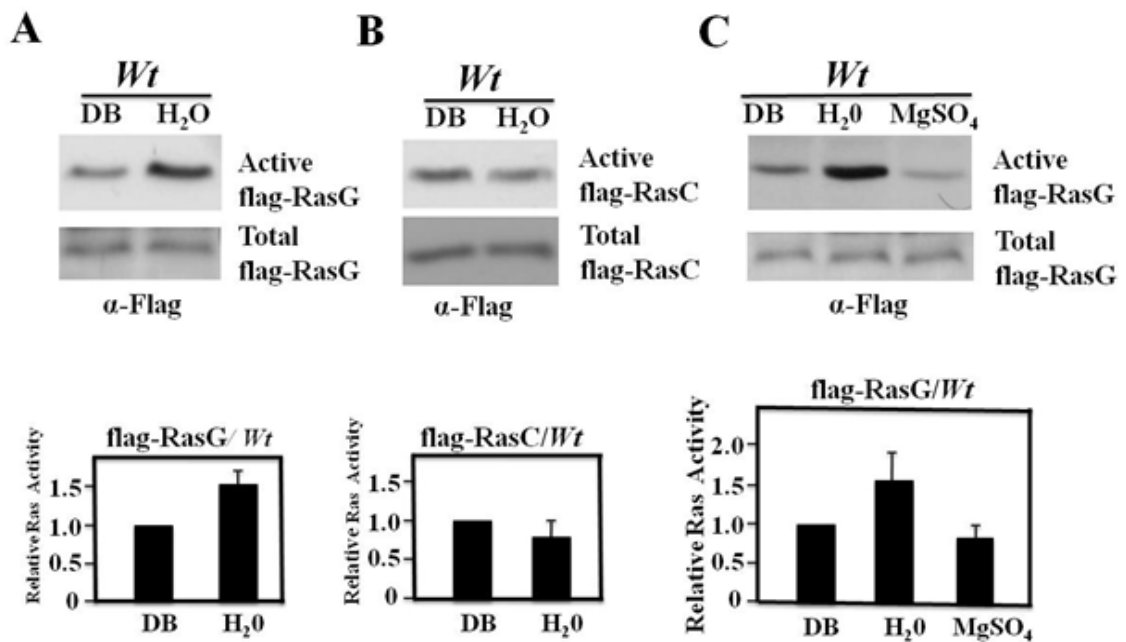 A
Wt
DB H₂O
Active
flag-RasG
Total
flag-RasG
α-Flag
B
Wt
DB H₂O
Active
flag-RasC
Total
flag-RasC
α-Flag
C
Wt
DB H₂0 MgSO₄
Active
flag-RasG
Total
flag-RasG
α-Flag
flag-RasG/ Wt
Relative Ras Activity
1.5
1.0
0.5
0
DB H₂0
flag-RasC/Wt
Relative Ras Activity
1.5
1.0
0.5
0
DB H₂0
flag-RasG/Wt
Relative Ras Activity
2.0
1.5
1.0
0.5
0
DB H₂0 MgSO₄